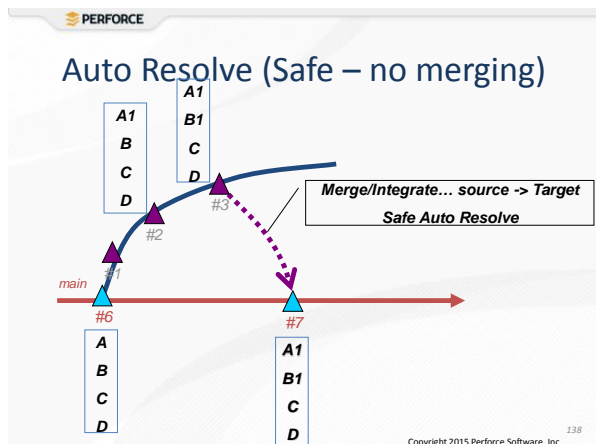 PERFORCE
Auto Resolve (Safe – no merging)
A1
B
C
D
A1
B1
C
D
Merge/Integrate... source -> Target
Safe Auto Resolve
#3
#2
#1
main
#6
#7
A
B
C
D
A1
B1
C
D
138
Copyright 2015 Perforce Software, Inc